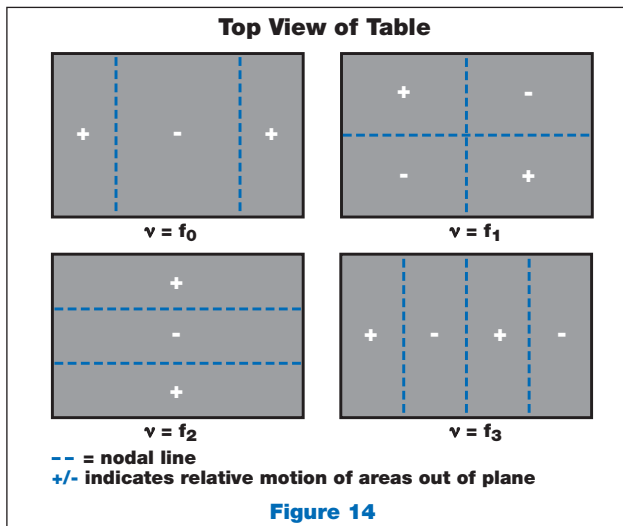 Top View of Table
+ - +
+ -
- +
ν = f₀
ν = f₁
+
-
+
+ - + -
ν = f₂
ν = f₃
-- = nodal line
+/- indicates relative motion of areas out of plane
Figure 14